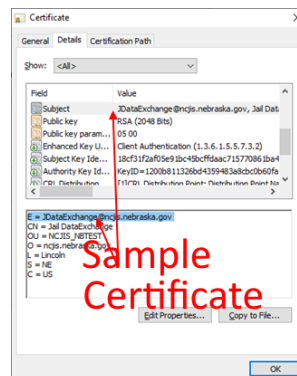 Certificate
General Details Certification Path
Show: <All>
Field Value
Subject JDataExchange@ncjis.nebraska.gov, Jail Dat
Public key RSA (2048 Bits)
Public key param... 05 00
Enhanced Key U... Client Authentication (1.3.6.1.5.5.7.3.2)
Subject Key Ide... 18cf31f2af05e91bc45bcffdaac71577086 1ba4
Authority Key Id... KeyID=1200b811326bd4359483a8cbc0b60fa
CRL Distribution [1]CRL Distribution Point: Distribution Point Na
E = JDataExchange@ncjis.nebraska.gov
CN = Jail DataExchange
OU = NCJIS_NBTEST
O = ncjis.nebraska.gov
L = Lincoln
S = NE
C = US
Sample
Certificate
Edit Properties... Copy to File...
OK